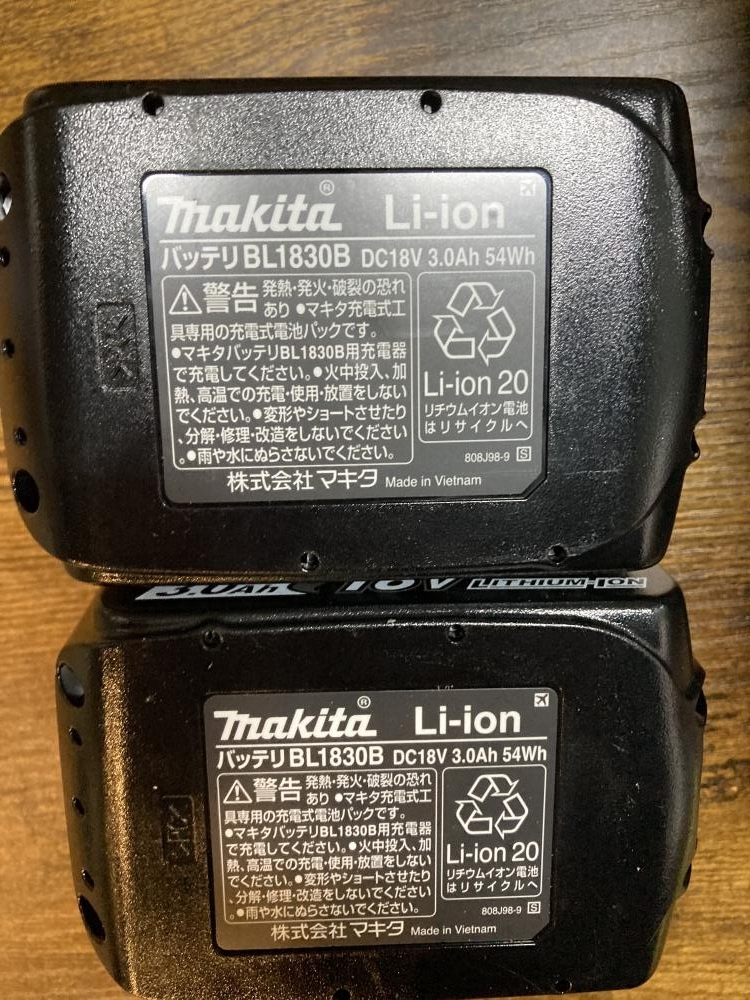 makita® Li-ion
バッテリ BL1830B DC18V 3.0Ah 54Wh
警告 発熱・発火・破裂の恐れ
あり ●マキタ充電式工
具専用の充電式電池パックです。
●マキタバッテリBL1830B用充電器
で充電してください。●火中投入、加
熱、高温での充電・使用・放置をしない
でください。●変形やショートさせたり
、分解・修理・改造をしないでください
。●雨や水にぬらさないでください。
Li-ion 20
リチウムイオン電池
はリサイクルへ
808J98-9 S
株式会社 マキタ Made in Vietnam
3.0Ah 18V LITHIUM-ION
makita® Li-ion
バッテリ BL1830B DC18V 3.0Ah 54Wh
警告 発熱・発火・破裂の恐れ
あり ●マキタ充電式工
具専用の充電式電池パックです。
●マキタバッテリBL1830B用充電器
で充電してください。●火中投入、加
熱、高温での充電・使用・放置をしない
でください。●変形やショートさせたり
、分解・修理・改造をしないでください
。●雨や水にぬらさないでください。
Li-ion 20
リチウムイオン電池
はリサイクルへ
808J98-9 S
株式会社 マキタ Made in Vietnam